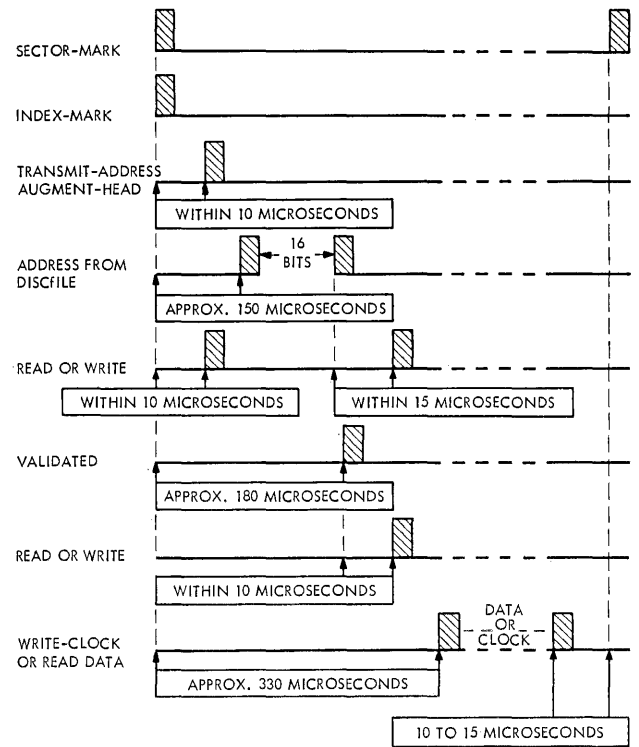 SECTOR-MARK
INDEX-MARK
TRANSMIT-ADDRESS
AUGMENT-HEAD
WITHIN 10 MICROSECONDS
16
BITS
ADDRESS FROM
DISCFILE
APPROX. 150 MICROSECONDS
READ OR WRITE
WITHIN 10 MICROSECONDS
WITHIN 15 MICROSECONDS
VALIDATED
APPROX. 180 MICROSECONDS
READ OR WRITE
WITHIN 10 MICROSECONDS
DATA
OR
CLOCK
WRITE-CLOCK
OR READ DATA
APPROX. 330 MICROSECONDS
10 TO 15 MICROSECONDS